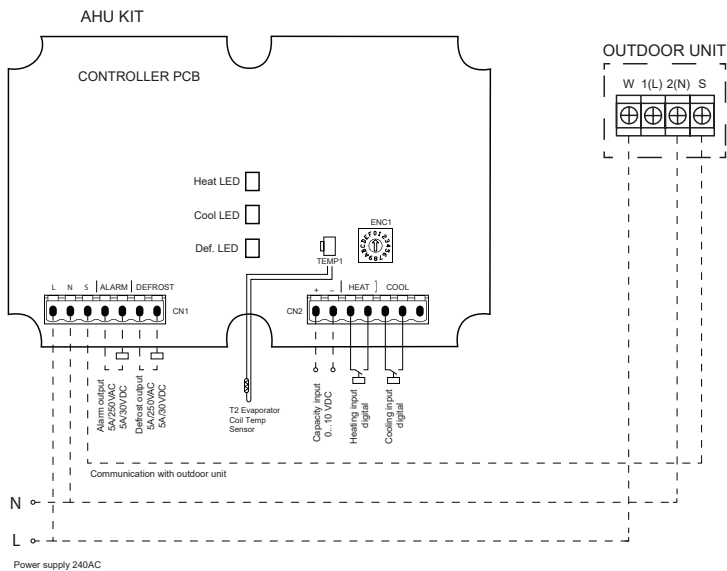 AHU KIT
OUTDOOR UNIT
CONTROLLER PCB
W 1(L) 2(N) S
Heat LED
Cool LED
Def. LED
ENC1
0123456789ABCDEF
TEMP1
L N S ALARM DEFROST
CN1
+ – HEAT COOL
CN2
Alarm output
5A/250VAC
5A/30VDC
Defrost output
5A/250VAC
5A/30VDC
T2 Evaporator
Coil Temp
Sensor
Capacity input
0...10 VDC
Heating input
digital
Cooling input
digital
Communication with outdoor unit
N
L
Power supply 240AC